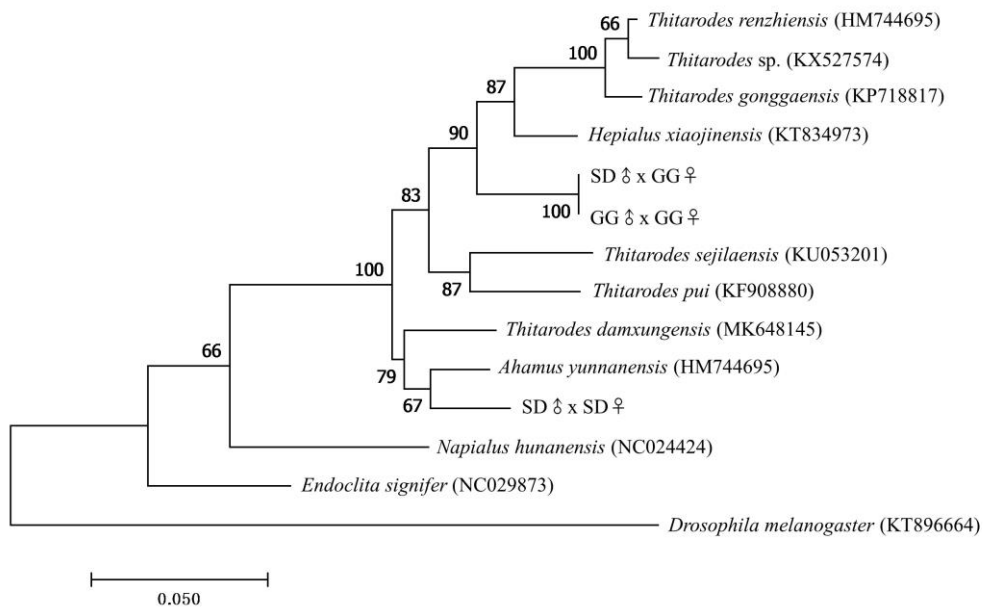 66
Thitarodes renzhiensis (HM744695)
Thitarodes sp. (KX527574)
100
Thitarodes gonggaensis (KP718817)
87
Hepialus xiaojinensis (KT834973)
90
SD♂ x GG♀
100
GG♂ x GG♀
83
Thitarodes sejilaensis (KU053201)
87
Thitarodes pui (KF908880)
100
Thitarodes damxungensis (MK648145)
79
Ahamus yunnanensis (HM744695)
67
SD♂ x SD♀
66
Napialus hunanensis (NC024424)
Endoclita signifer (NC029873)
Drosophila melanogaster (KT896664)
0.050